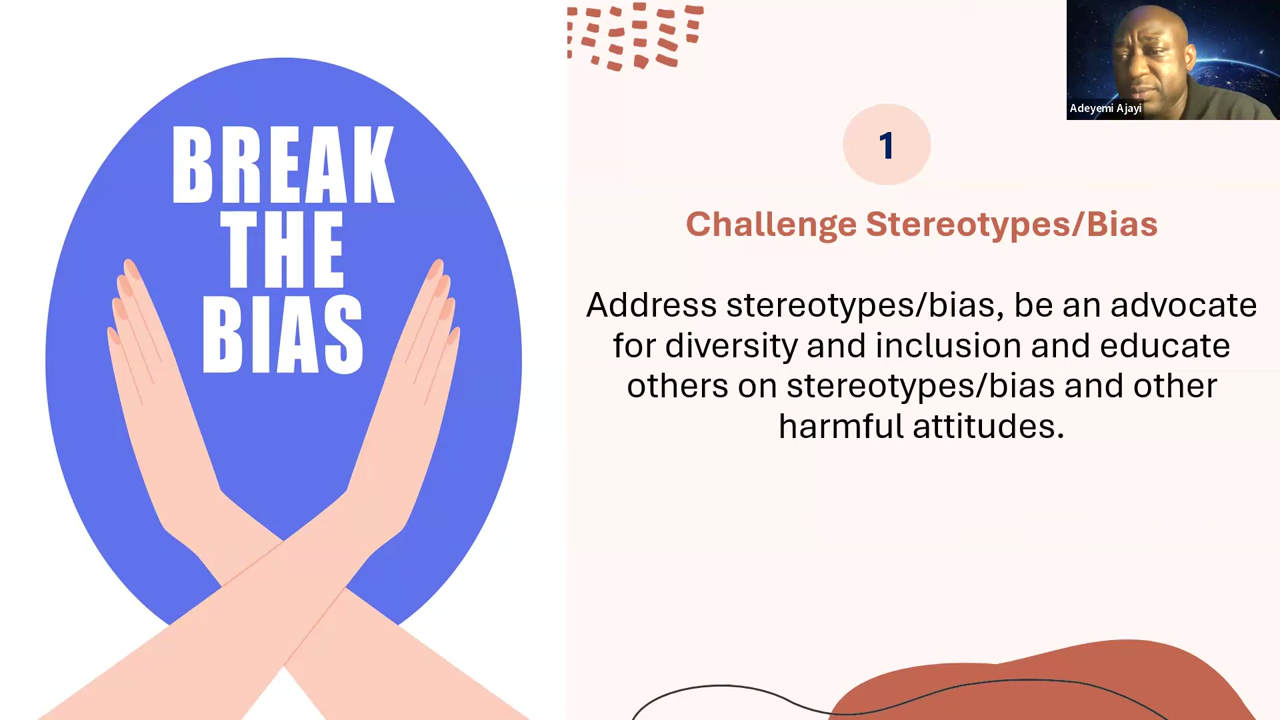 BREAK
THE
BIAS
Adeyemi Ajayi
1
Challenge Stereotypes/Bias
Address stereotypes/bias, be an advocate
for diversity and inclusion and educate
others on stereotypes/bias and other
harmful attitudes.